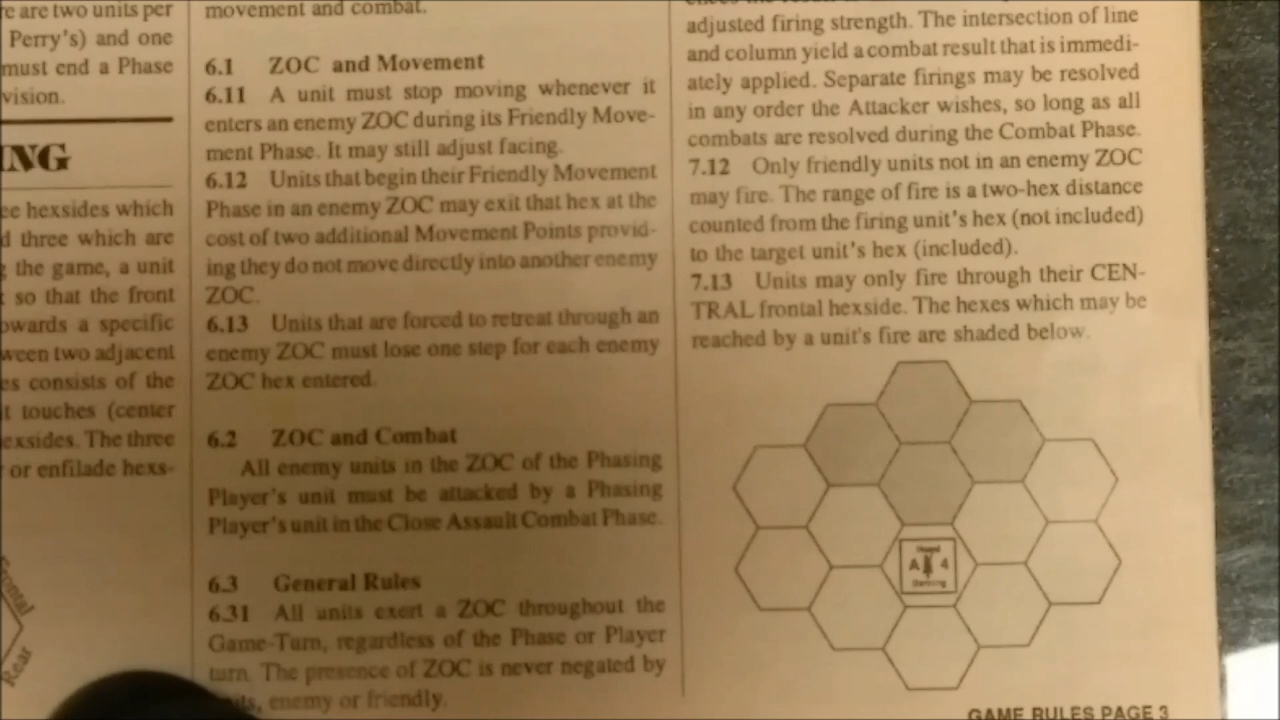 re are two units per
Perry's) and one
must end a Phase
vision.
ING
ee hexsides which
d three which are
the game, a unit
so that the front
owards a specific
ween two adjacent
es consists of the
t touches (center
exsides. The three
or enfilade hexs-
Frontal
Rear
movement and combat.
6.1 ZOC and Movement
6.11 A unit must stop moving whenever it
enters an enemy ZOC during its Friendly Move-
ment Phase. It may still adjust facing.
6.12 Units that begin their Friendly Movement
Phase in an enemy ZOC may exit that hex at the
cost of two additional Movement Points provid-
ing they do not move directly into another enemy
ZOC.
6.13 Units that are forced to retreat through an
enemy ZOC must lose one step for each enemy
ZOC hex entered.
6.2 ZOC and Combat
All enemy units in the ZOC of the Phasing
Player's unit must be attacked by a Phasing
Player's unit in the Close Assault Combat Phase.
6.3 General Rules
6.31 All units exert a ZOC throughout the
Game-Turn, regardless of the Phase or Player
turn. The presence of ZOC is never negated by
enemy or friendly.
adjusted firing strength. The intersection of line
and column yield a combat result that is immedi-
ately applied. Separate firings may be resolved
in any order the Attacker wishes, so long as all
combats are resolved during the Combat Phase.
7.12 Only friendly units not in an enemy ZOC
may fire. The range of fire is a two-hex distance
counted from the firing unit's hex (not included)
to the target unit's hex (included).
7.13 Units may only fire through their CEN-
TRAL frontal hexside. The hexes which may be
reached by a unit's fire are shaded below.
A 4
GAME RULES PAGE 3